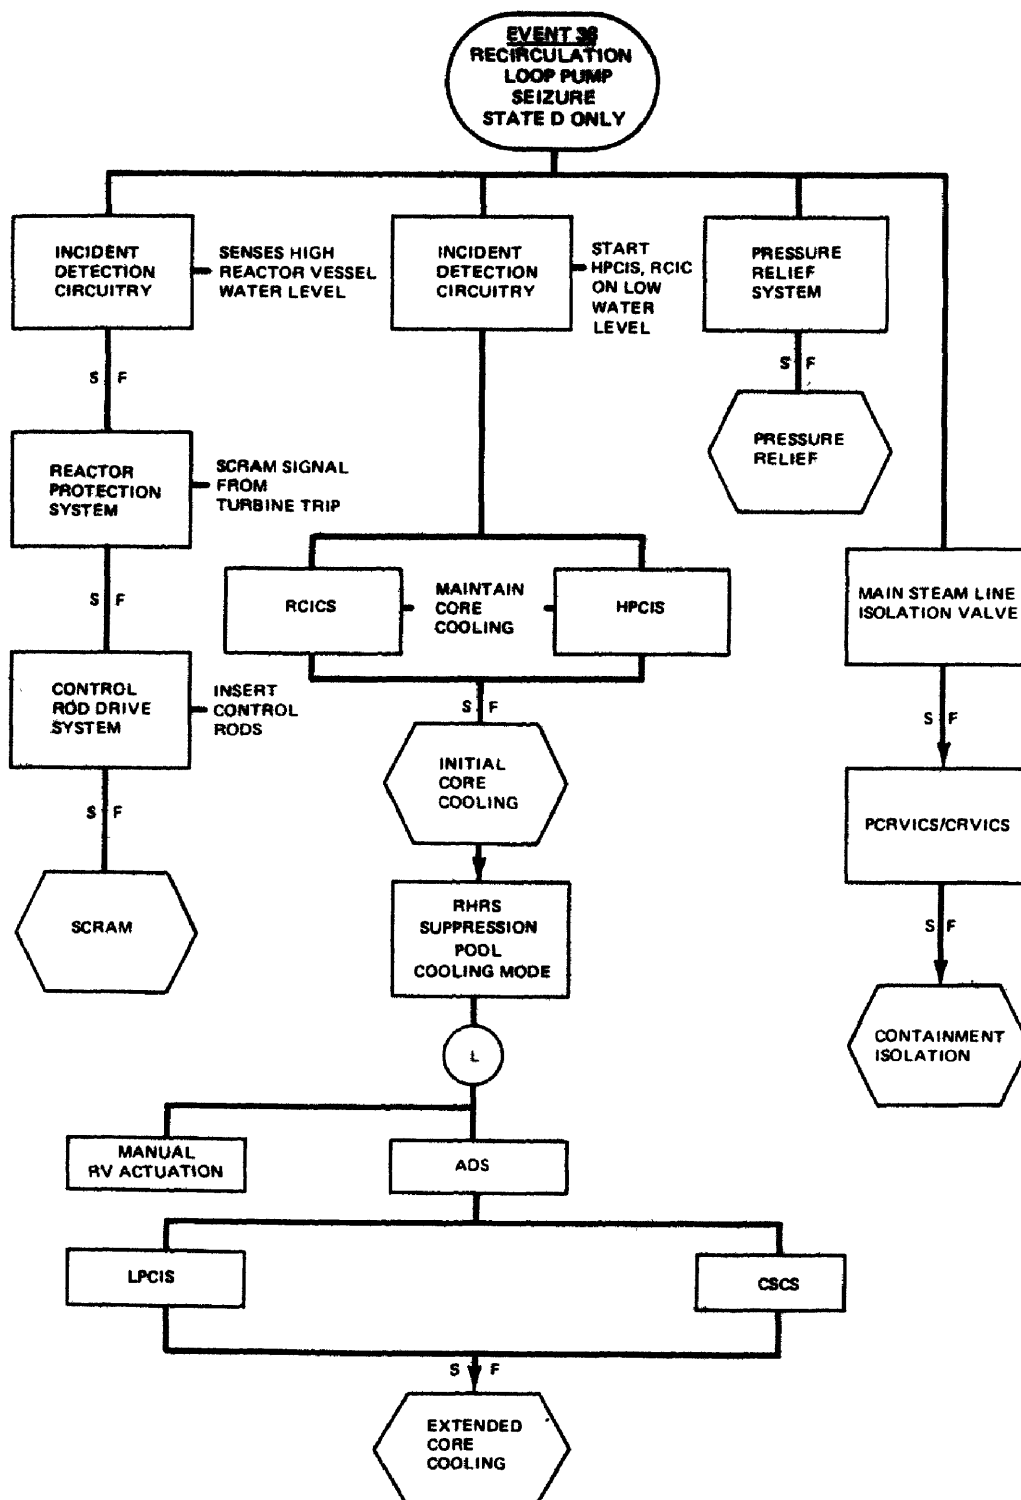 EVENT 38
RECIRCULATION
LOOP PUMP
SEIZURE
STATE D ONLY
INCIDENT
DETECTION
CIRCUITRY
SENSES HIGH
REACTOR VESSEL
WATER LEVEL
INCIDENT
DETECTION
CIRCUITRY
START
HPCIS, RCIC
ON LOW
WATER
LEVEL
PRESSURE
RELIEF
SYSTEM
S F
S F
PRESSURE
RELIEF
REACTOR
PROTECTION
SYSTEM
SCRAM SIGNAL
FROM
TURBINE TRIP
S F
RCICS
MAINTAIN
CORE
COOLING
HPCIS
MAIN STEAM LINE
ISOLATION VALVE
CONTROL
ROD DRIVE
SYSTEM
INSERT
CONTROL
RODS
S F
S F
INITIAL
CORE
COOLING
S F
PCRVICS/CRVICS
SCRAM
RHRS
SUPPRESSION
POOL
COOLING MODE
S F
L
CONTAINMENT
ISOLATION
MANUAL
RV ACTUATION
ADS
LPCIS
CSCS
S F
EXTENDED
CORE
COOLING